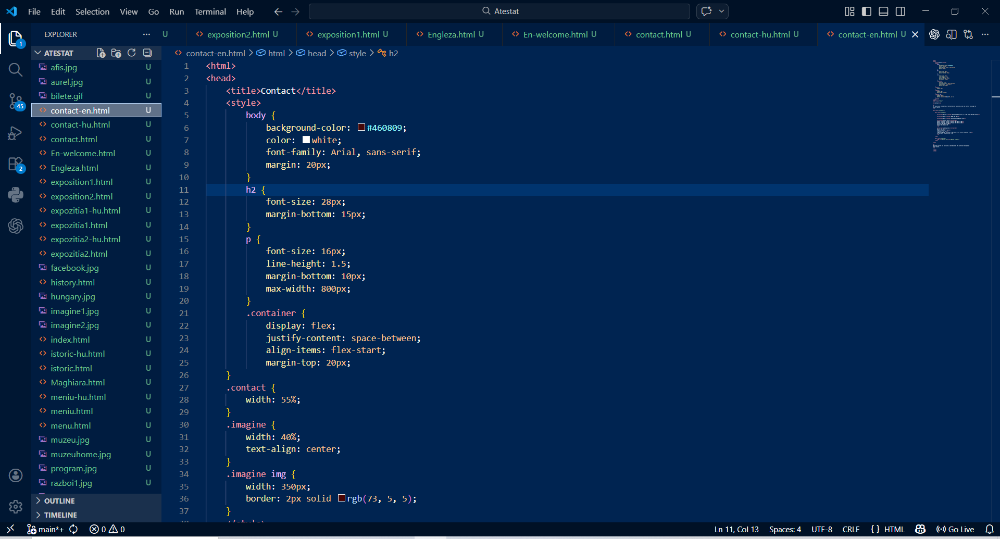 File Edit Selection View Go Run Terminal Help
Atestat
EXPLORER
U
exposition2.html U
exposition1.html U
Engleza.html U
En-welcome.html U
contact.html U
contact-hu.html U
contact-en.html U
1
45
2
ATESTAT
afis.jpg U
aurel.jpg U
bilete.gif U
contact-en.html U
contact-hu.html U
contact.html U
En-welcome.html U
Engleza.html U
exposition1.html U
exposition2.html U
expozitia1-hu.html U
expozitia1.html U
expozitia2-hu.html U
expozitia2.html U
facebook.jpg U
history.html U
hungary.jpg U
imagine1.jpg U
imagine2.jpg U
index.html U
istoric-hu.html U
istoric.html U
Maghiara.html U
meniu-hu.html U
meniu.html U
menu.html U
muzeu.jpg U
muzeuhome.jpg U
program.jpg U
razboi1.jpg U
OUTLINE
TIMELINE
contact-en.html > html > head > style > h2
1 <html>
2 <head>
3 <title>Contact</title>
4 <style>
5 body {
6 background-color: #460809;
7 color: white;
8 font-family: Arial, sans-serif;
9 margin: 20px;
10 }
11 h2 {
12 font-size: 28px;
13 margin-bottom: 15px;
14 }
15 p {
16 font-size: 16px;
17 line-height: 1.5;
18 margin-bottom: 10px;
19 max-width: 800px;
20 }
21 .container {
22 display: flex;
23 justify-content: space-between;
24 align-items: flex-start;
25 margin-top: 20px;
26 }
27 .contact {
28 width: 55%;
29 }
30 .imagine {
31 width: 40%;
32 text-align: center;
33 }
34 .imagine img {
35 width: 350px;
36 border: 2px solid rgb(73, 5, 5);
37 }
main*+ 0 0 Ln 11, Col 13 Spaces: 4 UTF-8 CRLF { } HTML Go Live